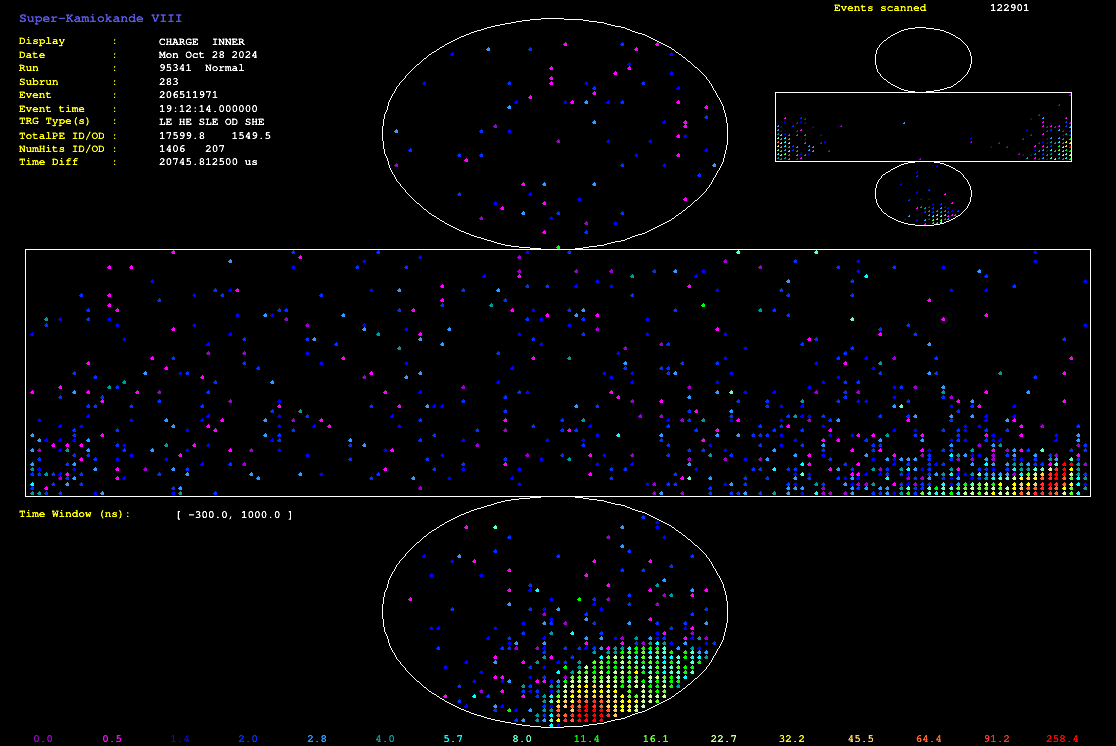 Super-Kamiokande VIII
Display : CHARGE INNER
Date : Mon Oct 28 2024
Run : 95341 Normal
Subrun : 283
Event : 206511971
Event time : 19:12:14.000000
TRG Type(s) : LE HE SLE OD SHE
TotalPE ID/OD : 17599.8 1549.5
NumHits ID/OD : 1406 207
Time Diff : 20745.812500 us
Events scanned 122901
Time Window (ns): [ -300.0, 1000.0 ]
0.0 0.5 1.4 2.0 2.8 4.0 5.7 8.0 11.4 16.1 22.7 32.2 45.5 64.4 91.2 258.4